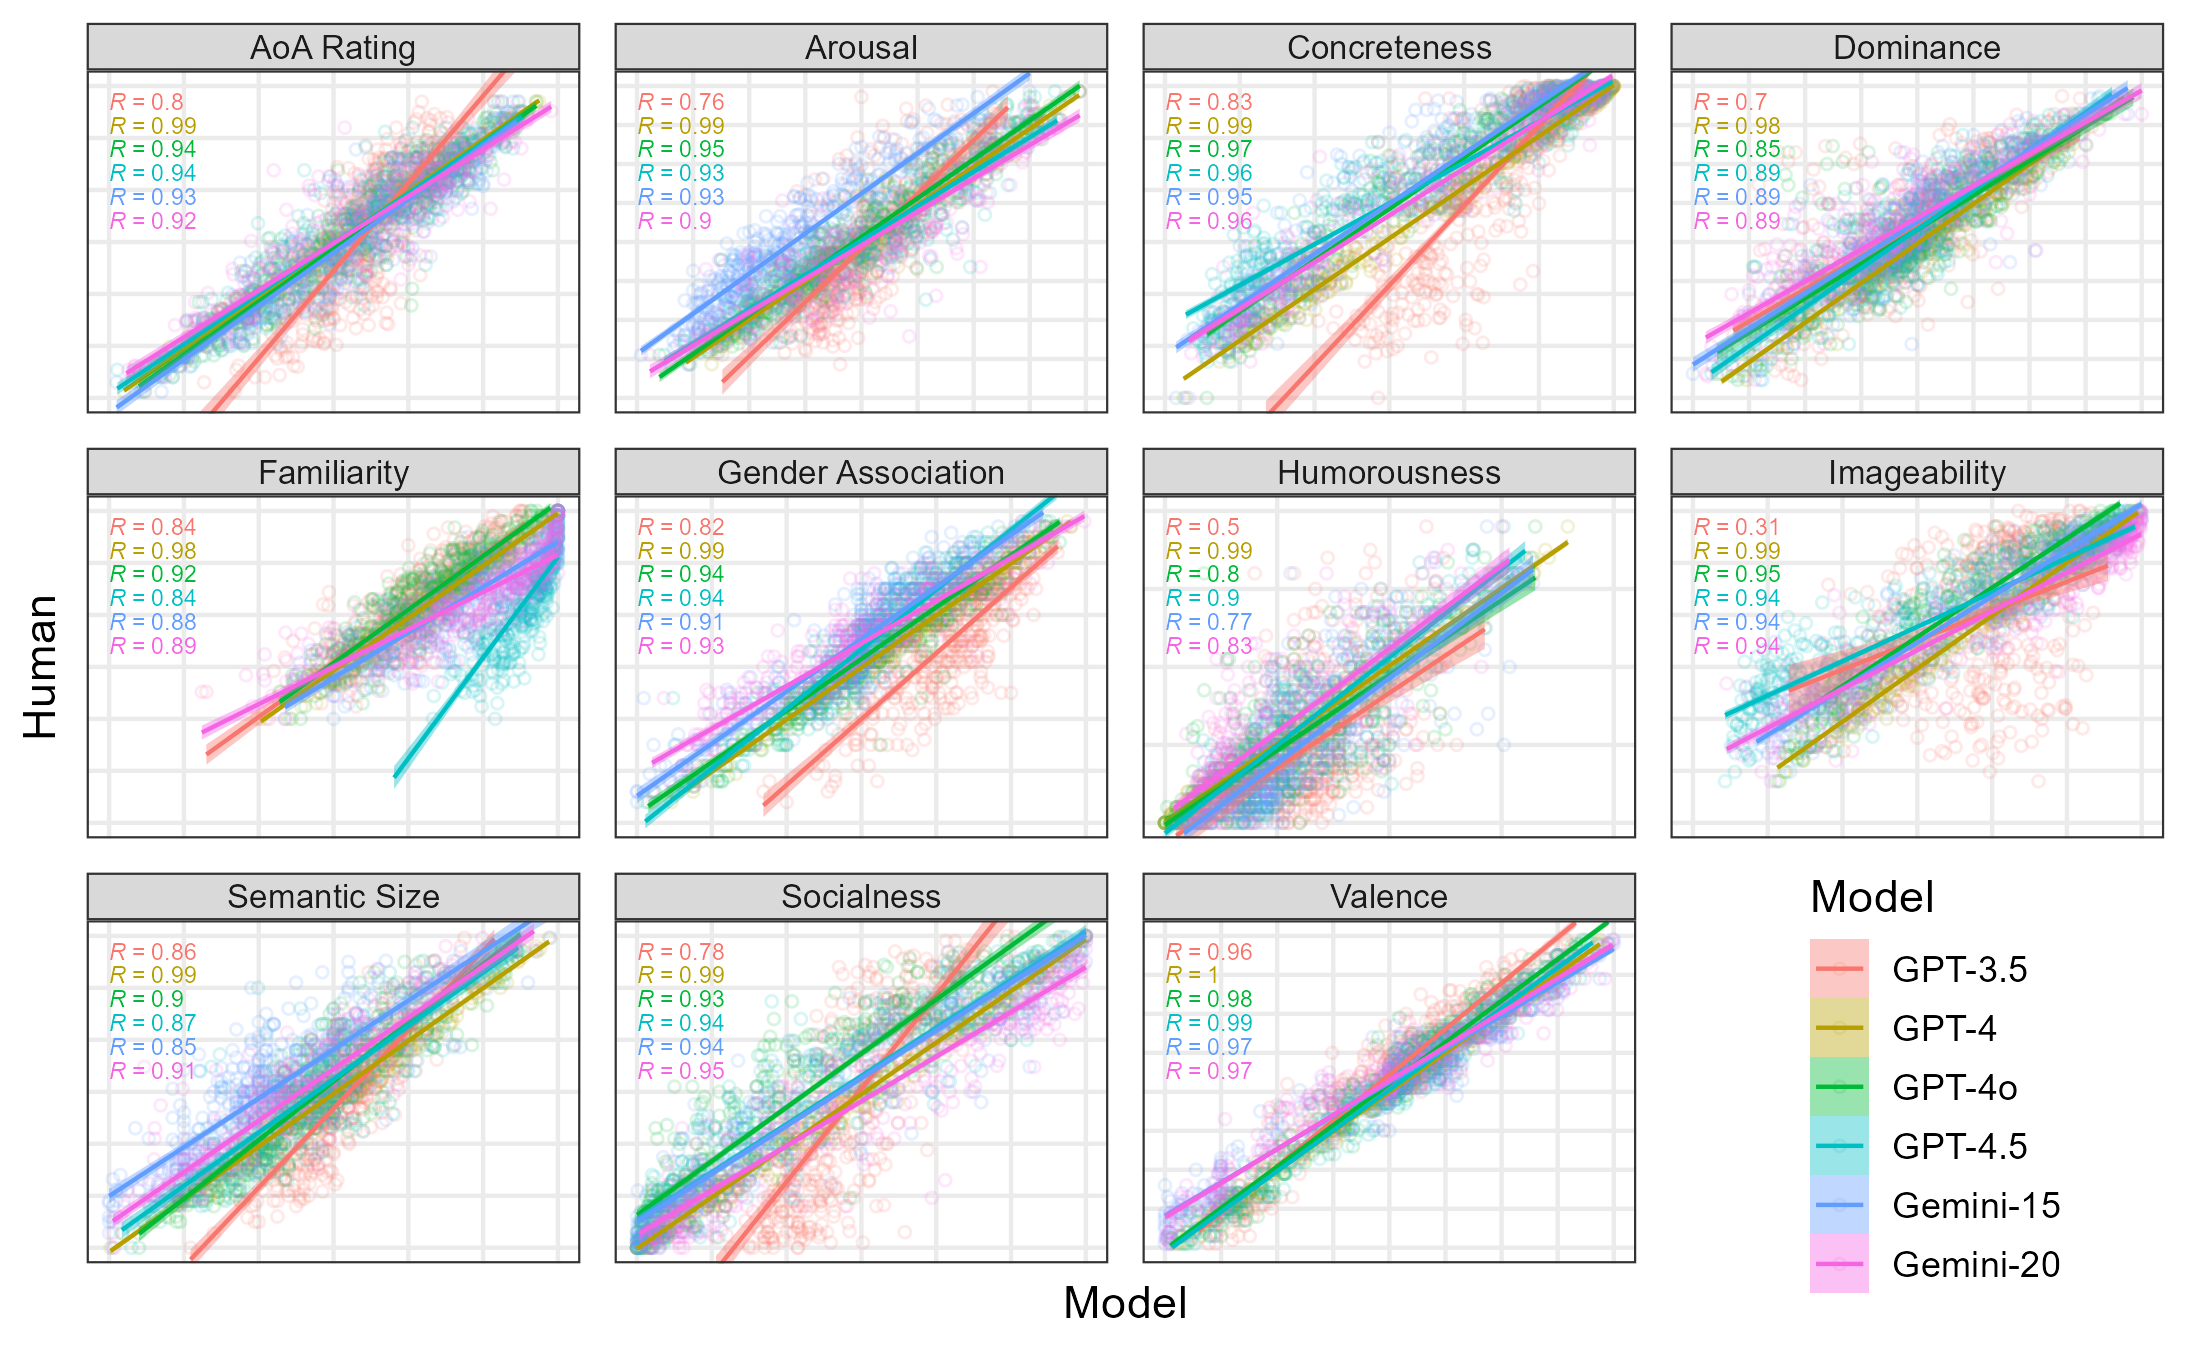 AoA Rating
R = 0.8
R = 0.99
R = 0.94
R = 0.94
R = 0.93
R = 0.92
Arousal
R = 0.76
R = 0.99
R = 0.95
R = 0.93
R = 0.93
R = 0.9
Concreteness
R = 0.83
R = 0.99
R = 0.97
R = 0.96
R = 0.95
R = 0.96
Dominance
R = 0.7
R = 0.98
R = 0.85
R = 0.89
R = 0.89
R = 0.89
Human
Familiarity
R = 0.84
R = 0.98
R = 0.92
R = 0.84
R = 0.88
R = 0.89
Gender Association
R = 0.82
R = 0.99
R = 0.94
R = 0.94
R = 0.91
R = 0.93
Humorousness
R = 0.5
R = 0.99
R = 0.8
R = 0.9
R = 0.77
R = 0.83
Imageability
R = 0.31
R = 0.99
R = 0.95
R = 0.94
R = 0.94
R = 0.94
Semantic Size
R = 0.86
R = 0.99
R = 0.9
R = 0.87
R = 0.85
R = 0.91
Socialness
R = 0.78
R = 0.99
R = 0.93
R = 0.94
R = 0.94
R = 0.95
Valence
R = 0.96
R = 1
R = 0.98
R = 0.99
R = 0.97
R = 0.97
Model
GPT-3.5
GPT-4
GPT-4o
GPT-4.5
Gemini-15
Gemini-20
Model